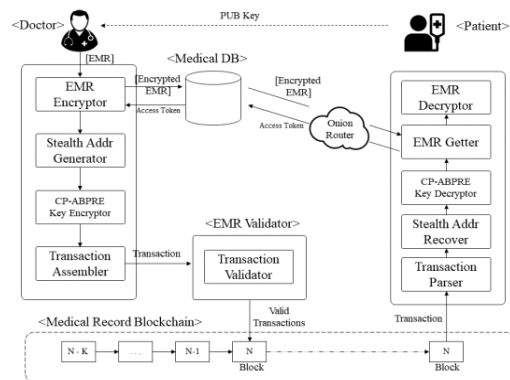 PUB Key
<Doctor>
<Patient>
[EMR]
<Medical DB>
EMR
Encryptor
[Encrypted
EMR]
Access Token
[Encrypted
EMR]
Access Token
Onion
Router
EMR
Decryptor
EMR Getter
Stealth Addr
Generator
CP-ABPRE
Key Encryptor
CP-ABPRE
Key Decryptor
<EMR Validator>
Stealth Addr
Recover
Transaction
Assembler
Transaction
Transaction
Validator
Transaction
Parser
Valid
Transactions
Transaction
<Medical Record Blockchain>
N - K
. . .
N-1
N
N
Block
Block